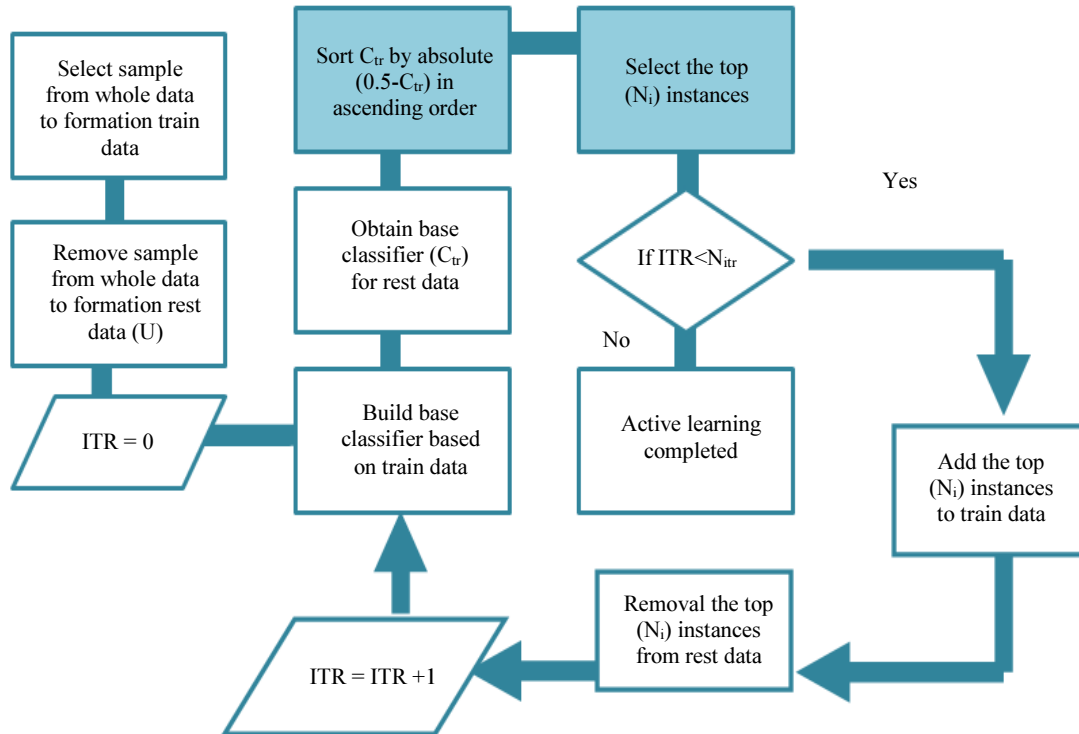 Select sample
from whole data
to formation train
data
Remove sample
from whole data
to formation rest
data (U)
ITR = 0
Build base
classifier based
on train data
Obtain base
classifier (Cₜᵣ)
for rest data
Sort Cₜᵣ by absolute
(0.5-Cₜᵣ) in
ascending order
Select the top
(Nᵢ) instances
If ITR<Nᵢₜᵣ
Yes
No
Active learning
completed
Add the top
(Nᵢ) instances
to train data
Removal the top
(Nᵢ) instances
from rest data
ITR = ITR +1